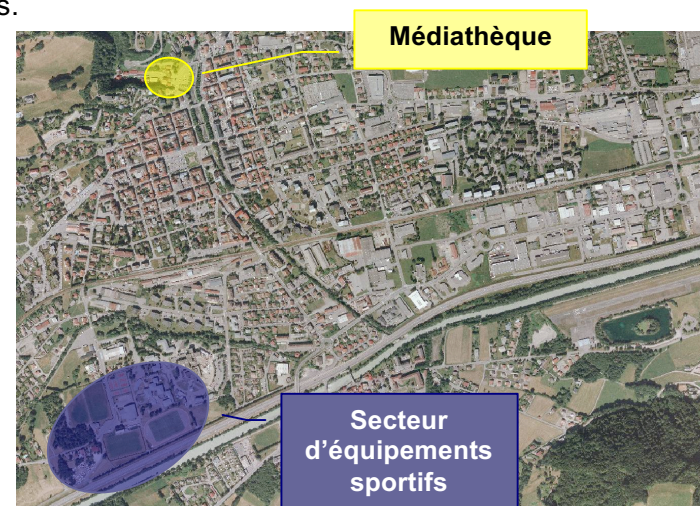 s.
Médiathèque
Secteur
d’équipements
sportifs